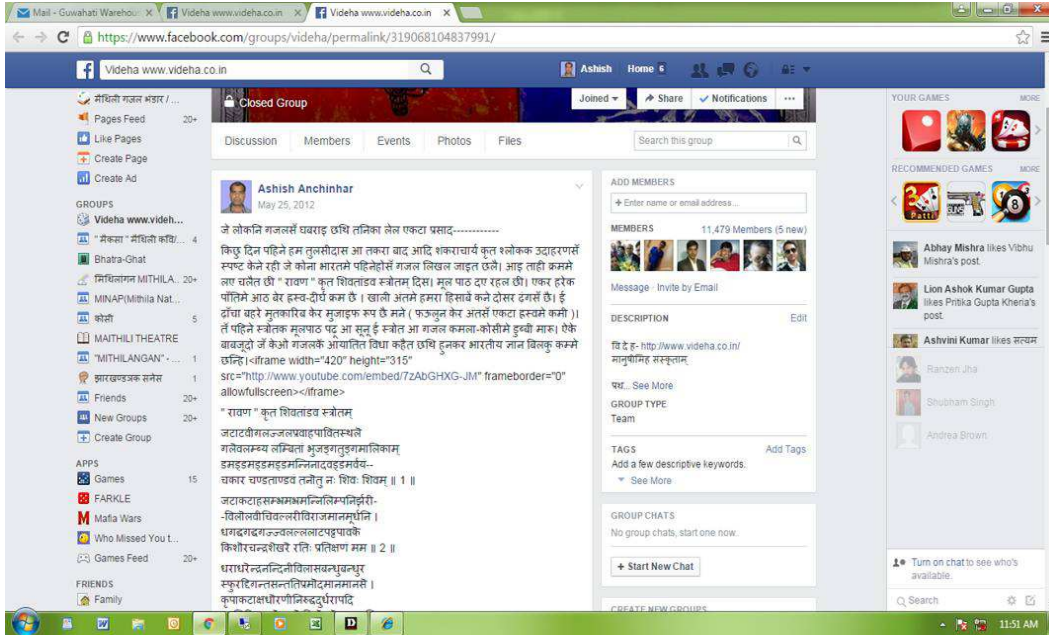 Mail - Guwahati Warehou
Videha www.videha.co.in
Videha www.videha.co.in
https://www.facebook.com/groups/videha/permalink/319068104837991/
Videha www.videha.co.in
Ashish
Home 6
मैथिली गजल भंडार / ...
Pages Feed 20+
Like Pages
Create Page
Create Ad
GROUPS
Videha www.videh...
" मैकसा " मैथिली कवि/... 4
Bhatra-Ghat
मिथिलांगन MITHILA.. 20+
MINAP(Mithila Nat...
कोसी 5
MAITHILI THEATRE
"MITHILANGAN" - ... 1
झारखण्डक सनेस 1
Friends 20+
New Groups 20+
Create Group
APPS
Games 15
FARKLE
Mafia Wars
Who Missed You t...
Games Feed 20+
FRIENDS
Family
Closed Group
Joined
Share
Notifications
Discussion Members Events Photos Files
Search this group
Ashish Anchinhar
May 25, 2012
जे लोकनि गजलसँ घबराइ छथि तनिका लेल एकटा प्रसाद------------
किछु दिन पहिने हम तुलसीदास आ तकरा बाद आदि शंकराचार्य कृत श्लोकक उदाहरणसँ
स्पष्ट केने रही जे कोना भारतमे पहिनेहोसँ गजल लिखल जाइत छलै। आइ ताही क्रममे
लए चलैत छी " रावण " कृत शिवतांडव स्त्रोतम् दिस। मूल पाठ दए रहल छी। एकर हरेक
पाँतिमे आठ बेर ह्रस्व-दीर्घ क्रम छै । खाली अंतमे हमरा हिसाबें कने दोसर ढंगसँ छै। ई
ढाँचा बहरे मुतकारिब केर मुजाइफ रूप छै मने ( फऊलुन केर अंतसँ एकटा ह्रस्वमे कमी )।
तँ पहिने स्त्रोतक मूलपाठ पढ़ू आ सूनू ई स्त्रोत आ गजल कमला-कोसीमे डुब्बी मारू। ऐके
बाबजूदो जँ केओ गजलकेँ आयातित विधा कहैत छथि हुनकर भारतीय ज्ञान बिलकु कम्मे
छन्हि।<iframe width="420" height="315"
src="http://www.youtube.com/embed/7zAbGHXG-JM" frameborder="0"
allowfullscreen></iframe>
" रावण " कृत शिवतांडव स्त्रोतम्
जटाटवीगलज्जलप्रवाहपावितस्थले
गलेवलम्ब्य लम्बितां भुजङ्गतुङ्गमालिकाम्
डमड्डमड्डमड्डमन्निनादवड्डमर्वयं--
चकार चण्डताण्डवं तनोतु नः शिवः शिवम् ॥ 1 ॥
जटाकटाहसम्भ्रमभ्रमन्निलिम्पनिर्झरी-
-विलोलवीचिवल्लरीविराजमानमूर्धनि ।
धगद्धगद्धगज्ज्वलल्ललाटपट्टपावके
किशोरचन्द्रशेखरे रतिः प्रतिक्षणं मम ॥ 2 ॥
धराधरेन्द्रनन्दिनीविलासबन्धुबन्धुर
स्फुरद्दिगन्तसन्ततिप्रमोदमानमानसे ।
कृपाकटाक्षधोरणीनिरुद्धदुर्धरापदि
ADD MEMBERS
Enter name or email address...
MEMBERS 11,479 Members (5 new)
Message · Invite by Email
DESCRIPTION Edit
वि दे ह- http://www.videha.co.in/
मानुषीमिह संस्कृताम्
पथ... See More
GROUP TYPE
Team
TAGS Add Tags
Add a few descriptive keywords.
See More
GROUP CHATS
No group chats, start one now.
+ Start New Chat
CREATE NEW GROUPS
YOUR GAMES MORE
RECOMMENDED GAMES MORE
3 Patti
8
Abhay Mishra likes Vibhu
Mishra's post.
Lion Ashok Kumar Gupta
likes Pritika Gupta Kheria's
post.
Ashvini Kumar likes सत्यम
Ranzen Jha
Shubham Singh
Andrea Brown
Turn on chat to see who's
available.
Search
11:51 AM